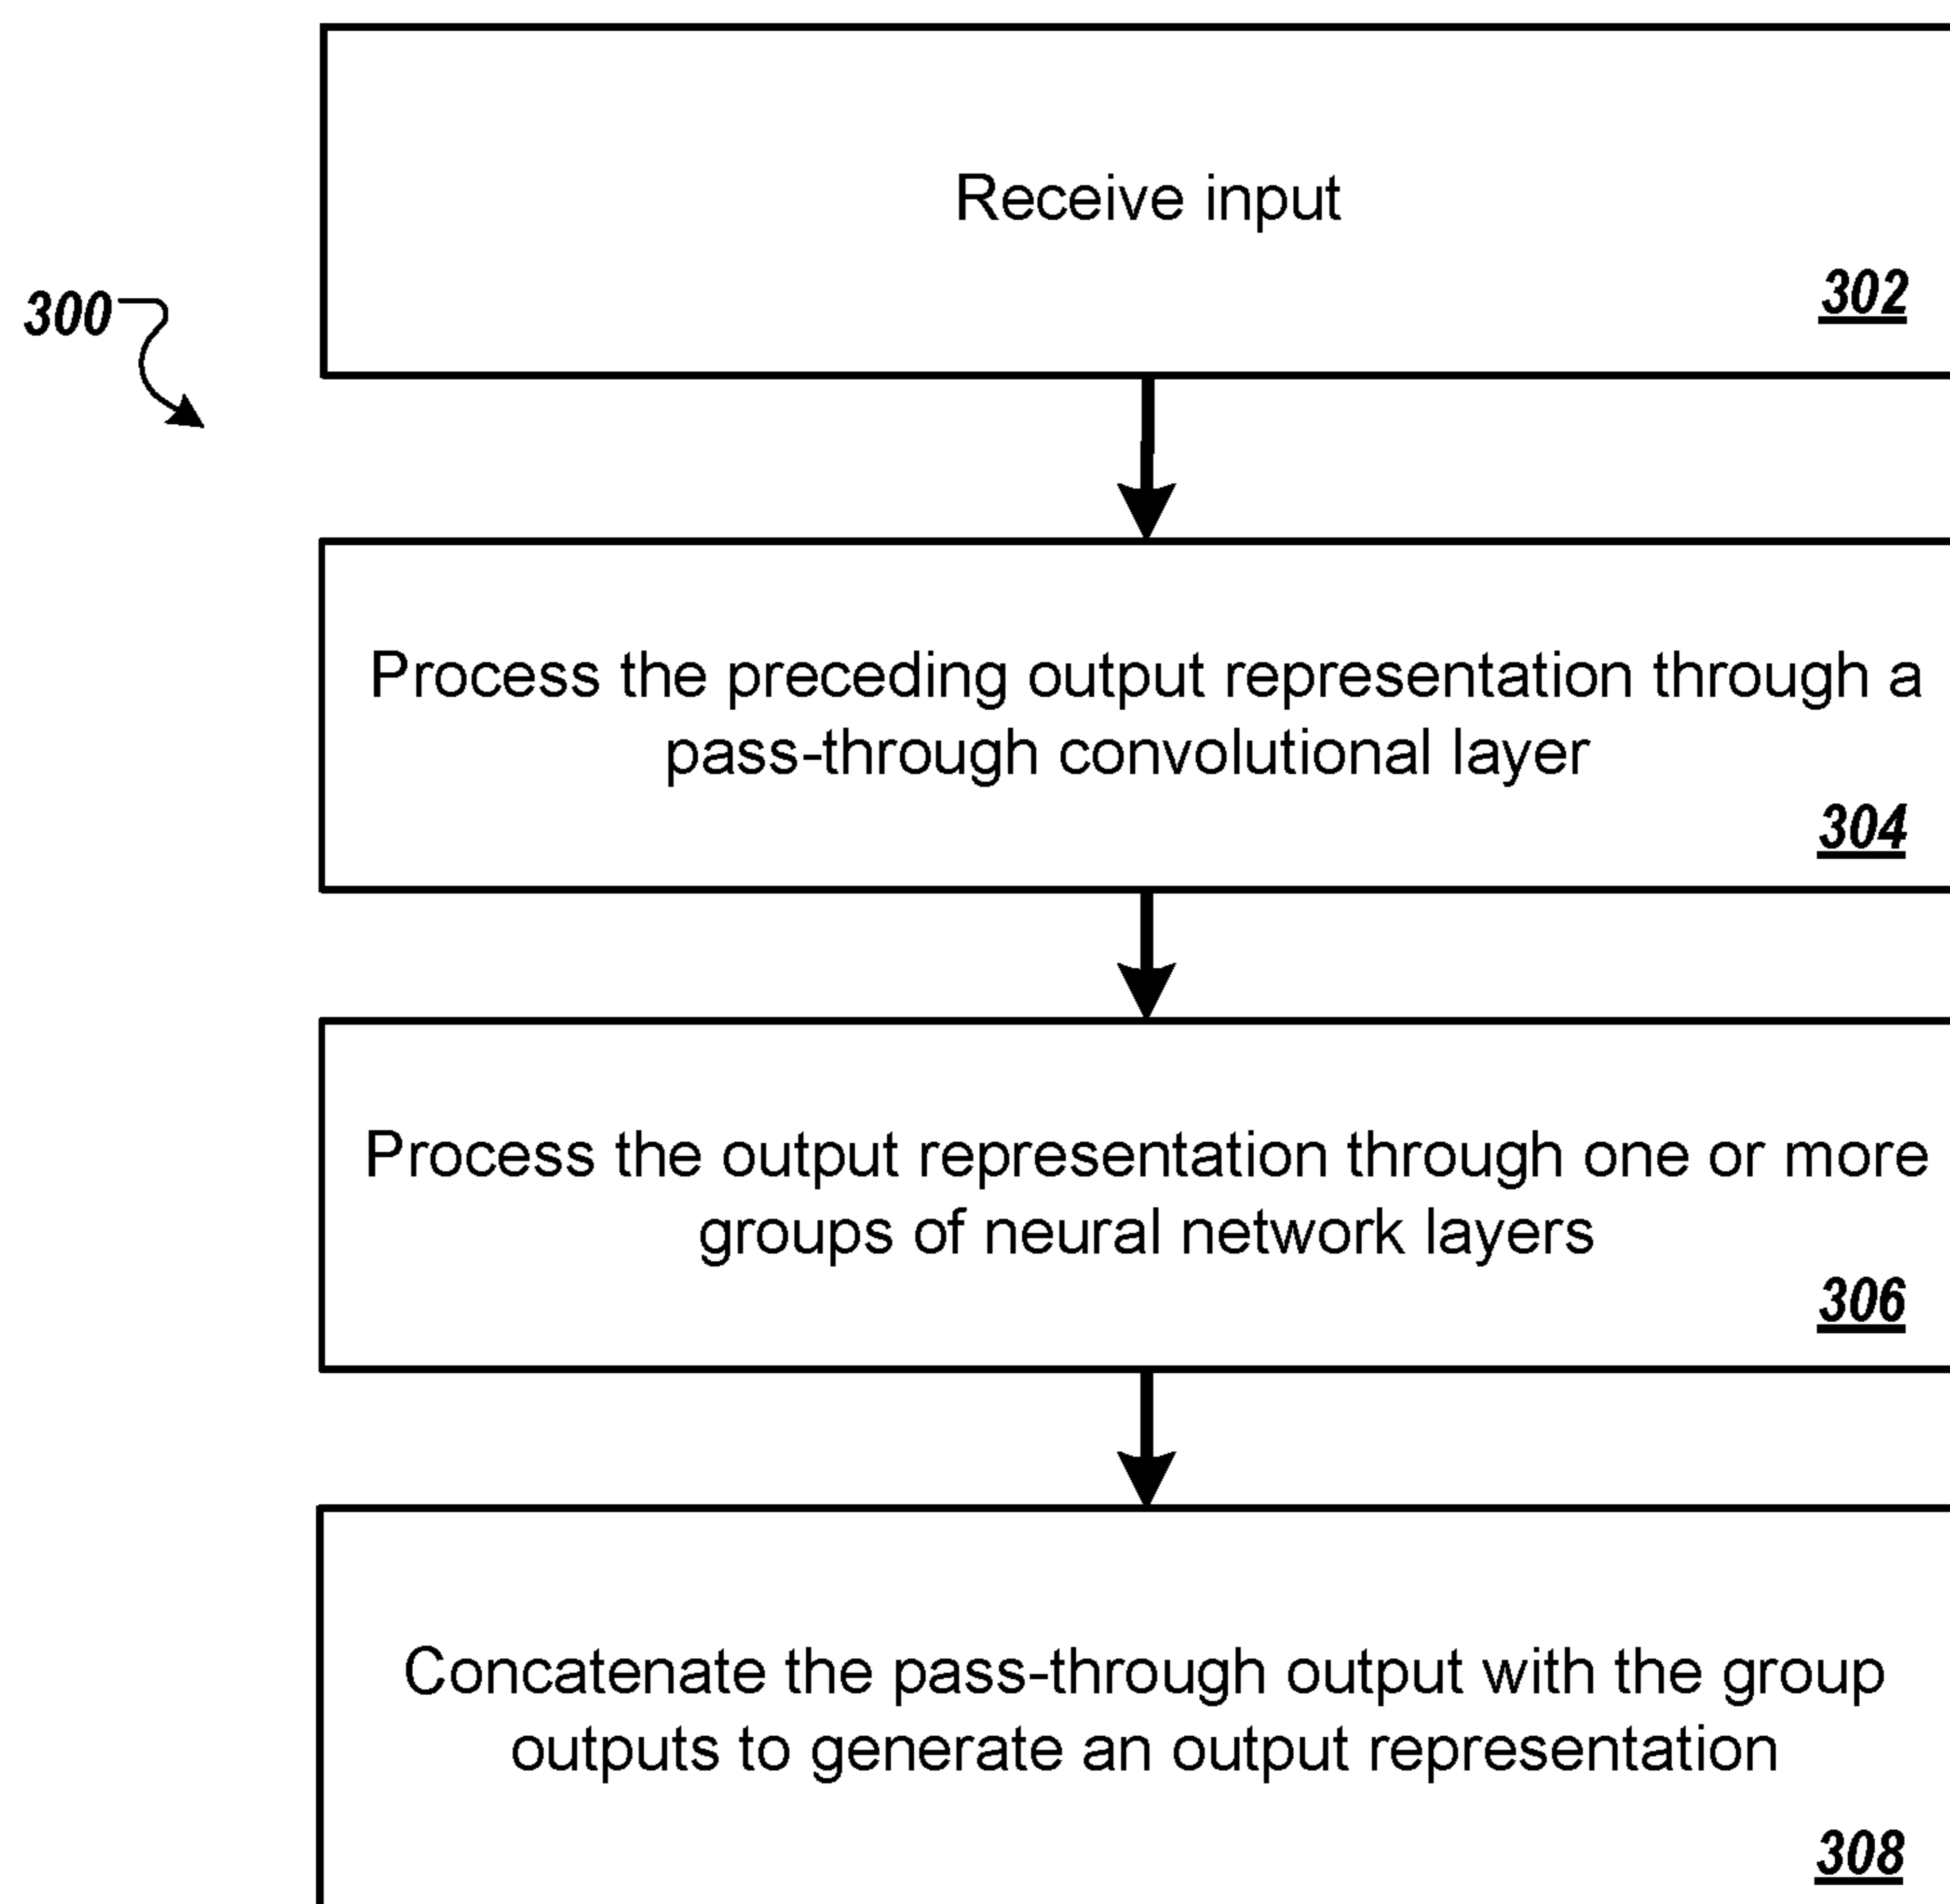 Receive input
302
300
Process the preceding output representation through a
pass-through convolutional layer
304
Process the output representation through one or more
groups of neural network layers
306
Concatenate the pass-through output with the group
outputs to generate an output representation
308